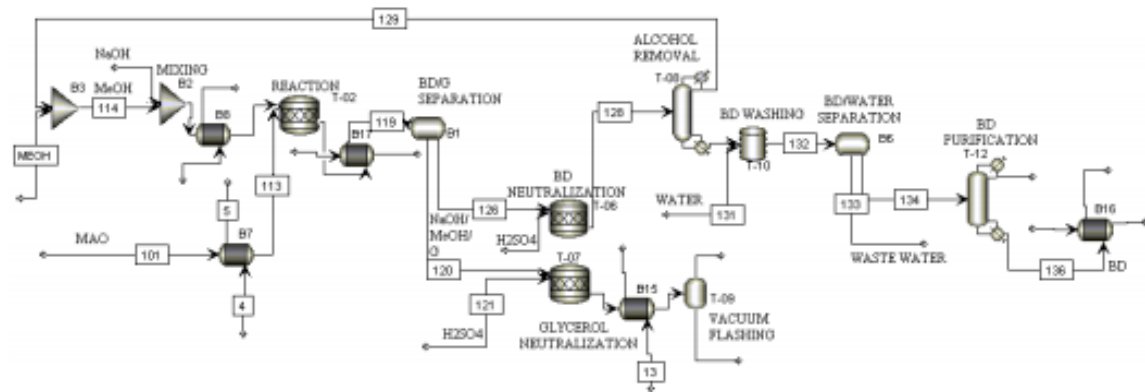 129
NaOH
MIXING
B3
MeOH
B2
114
B8
MEOH
REACTION
T-02
113
5
MAO
101
B7
4
BD/G
SEPARATION
119
B1
B17
ALCOHOL
REMOVAL
T-08
128
BD WASHING
T-10
132
BD/WATER
SEPARATION
B6
BD
PURIFICATION
T-12
BD
NEUTRALIZATION
T-06
126
H2SO4
WATER
131
133
134
WASTE WATER
B16
136
BD
NaOH/
MeOH/
G
120
T-07
121
H2SO4
GLYCEROL
NEUTRALIZATION
B15
13
T-09
VACUUM
FLASHING